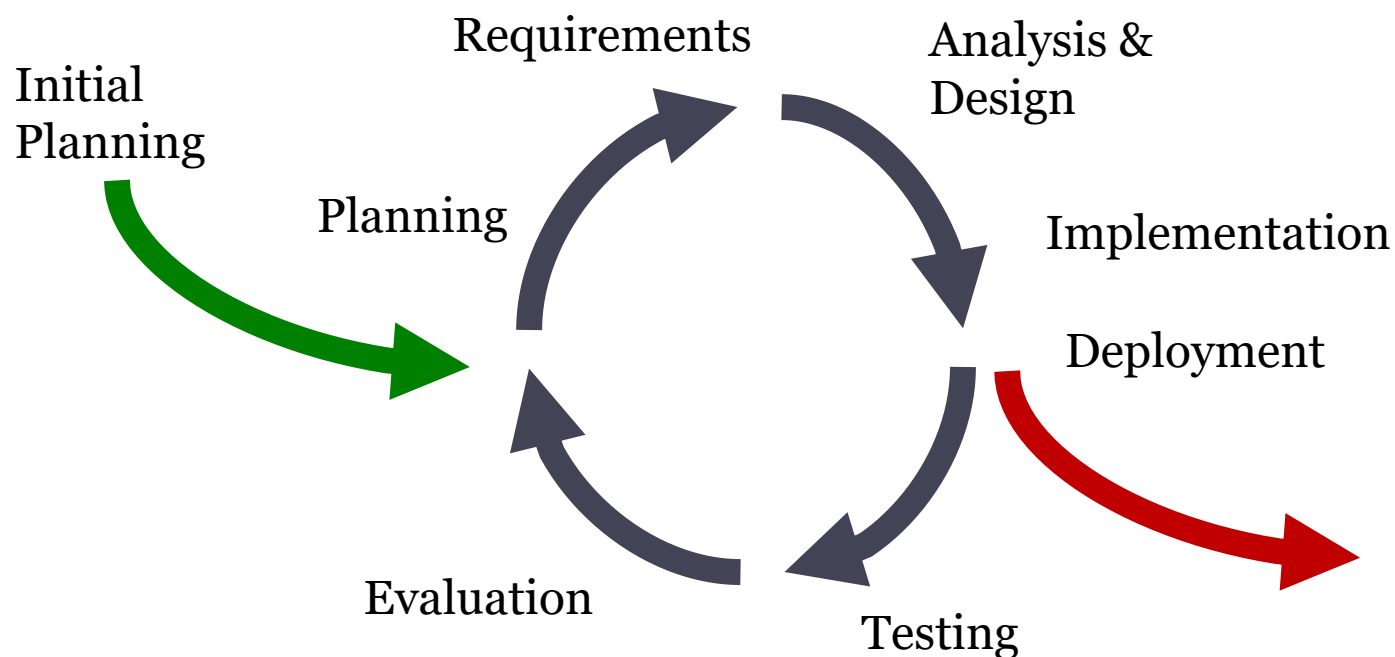 Requirements
Analysis &
Design
Initial
Planning
Planning
Implementation
Deployment
Evaluation
Testing